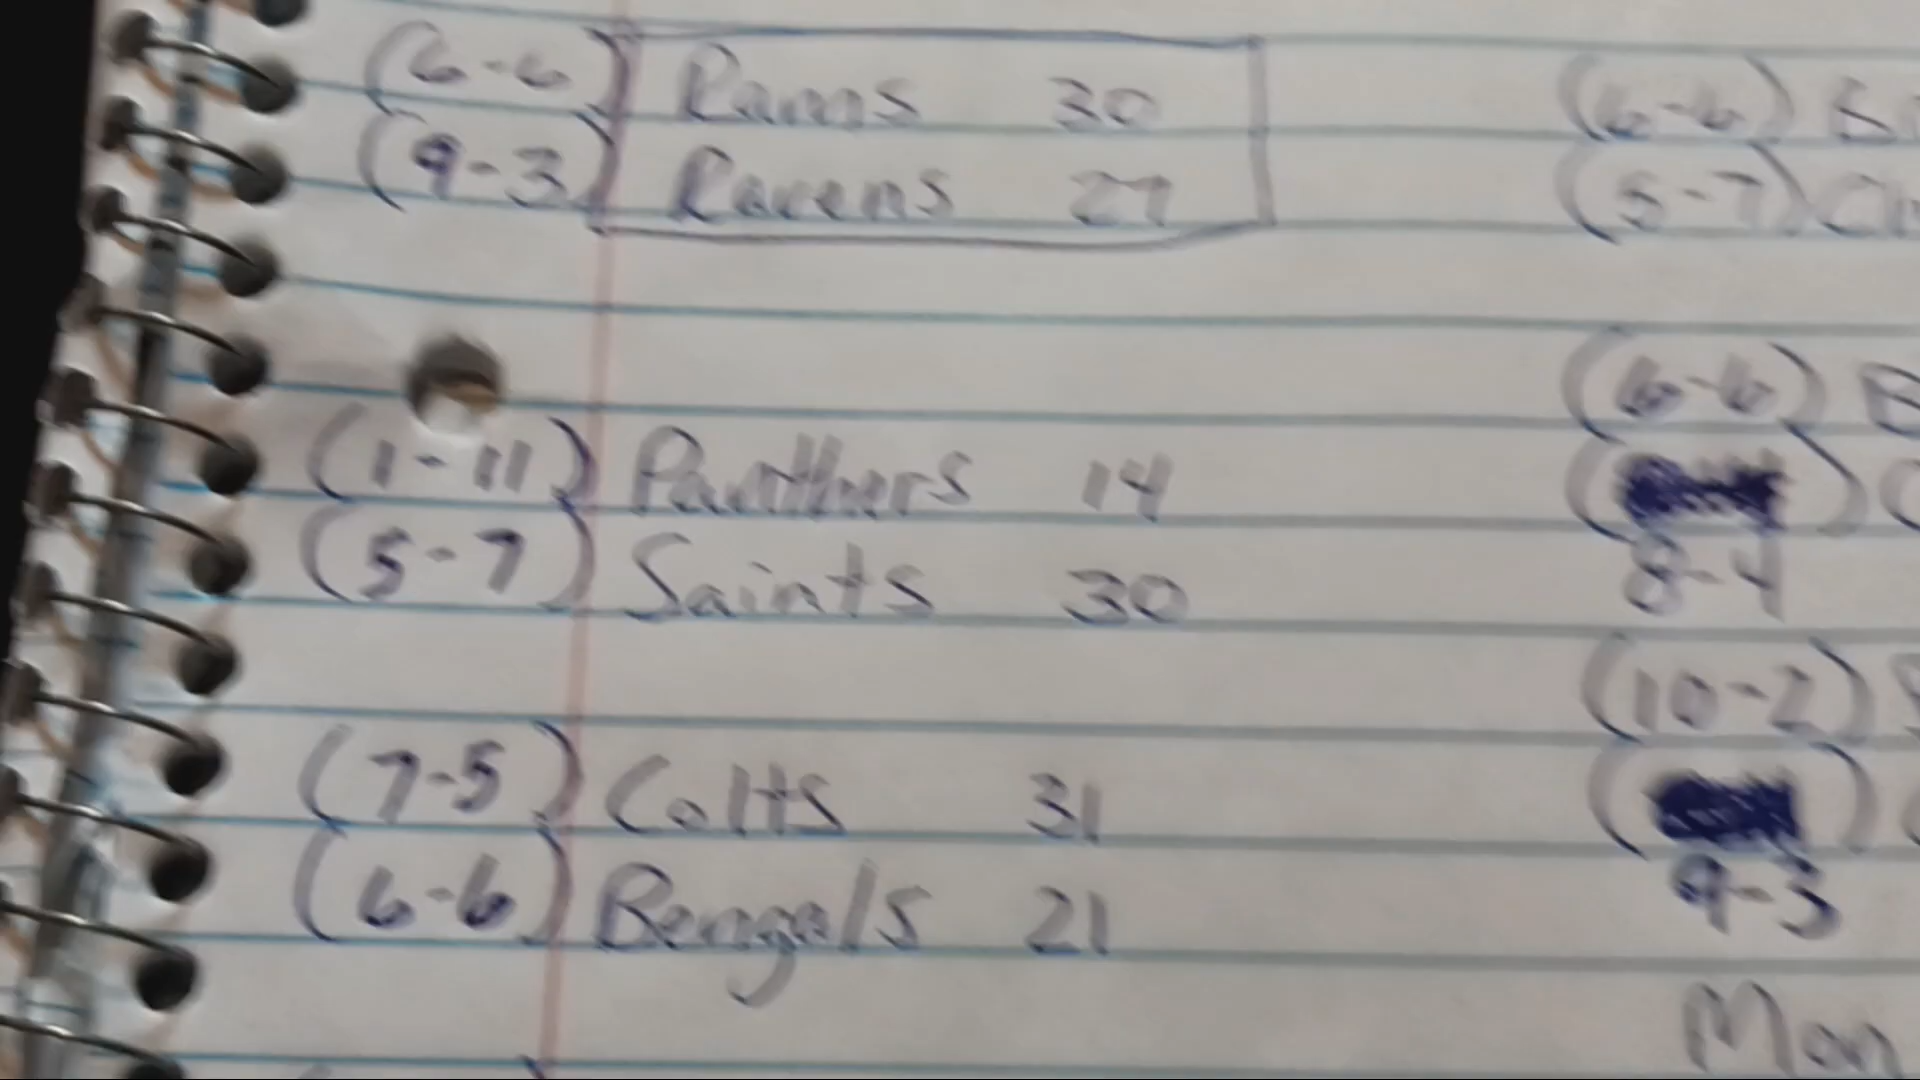 (6-6) Rams 30
(9-3) Ravens 27
(1-11) Panthers 14
(5-7) Saints 30
(7-5) Colts 31
(6-6) Bengals 21
(6-6) B
(5-7)
(6-6) B
8-4
(10-2)
9-3
Mon